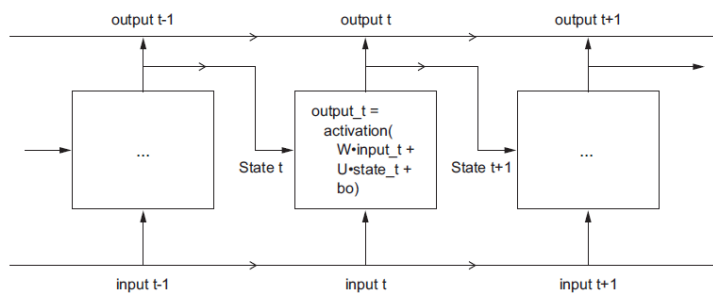 output t-1
output t
output t+1
...
output_t =
activation(
W•input_t +
U•state_t +
bo)
...
State t
State t+1
input t-1
input t
input t+1